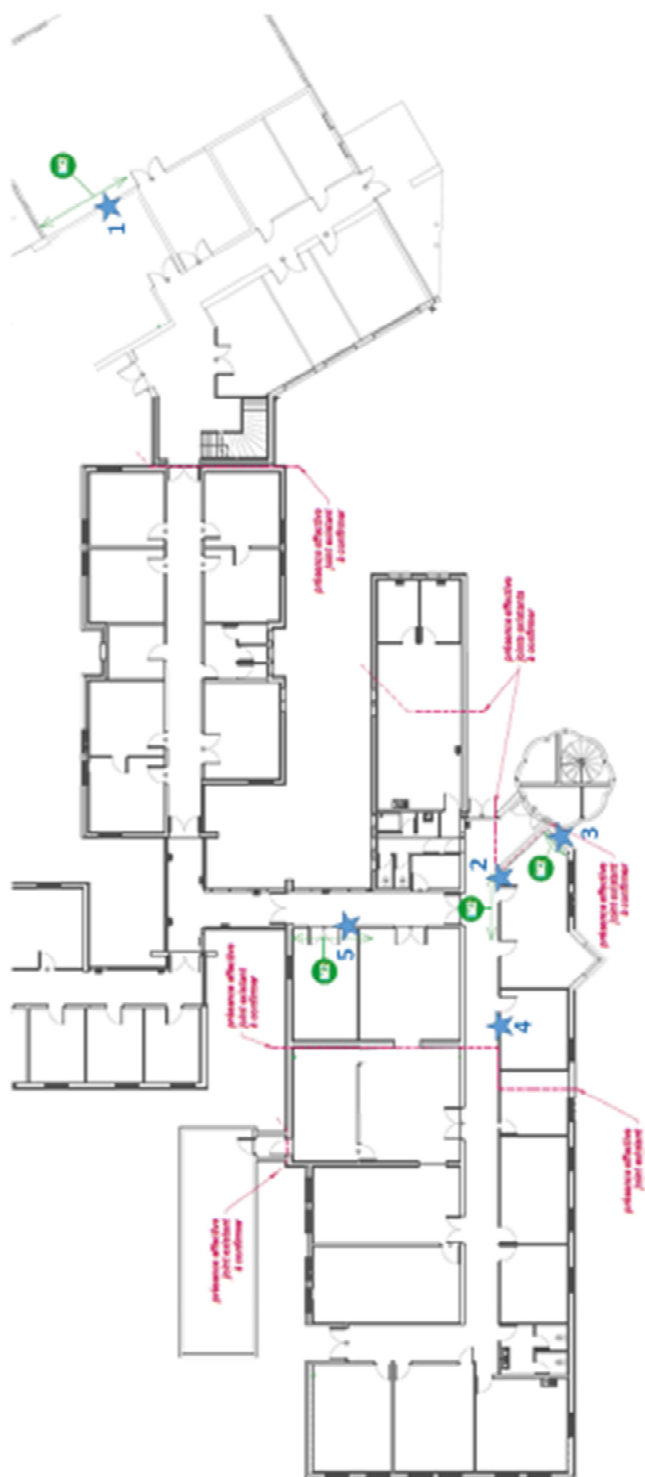 1
présence effective
joint existant
à confirmer
présence effective
joints existants
à confirmer
2
3
présence effective
joint existant
à confirmer
5
présence effective
joint existant
à confirmer
4
présence effective
joint existant
présence effective
joint existant
à confirmer